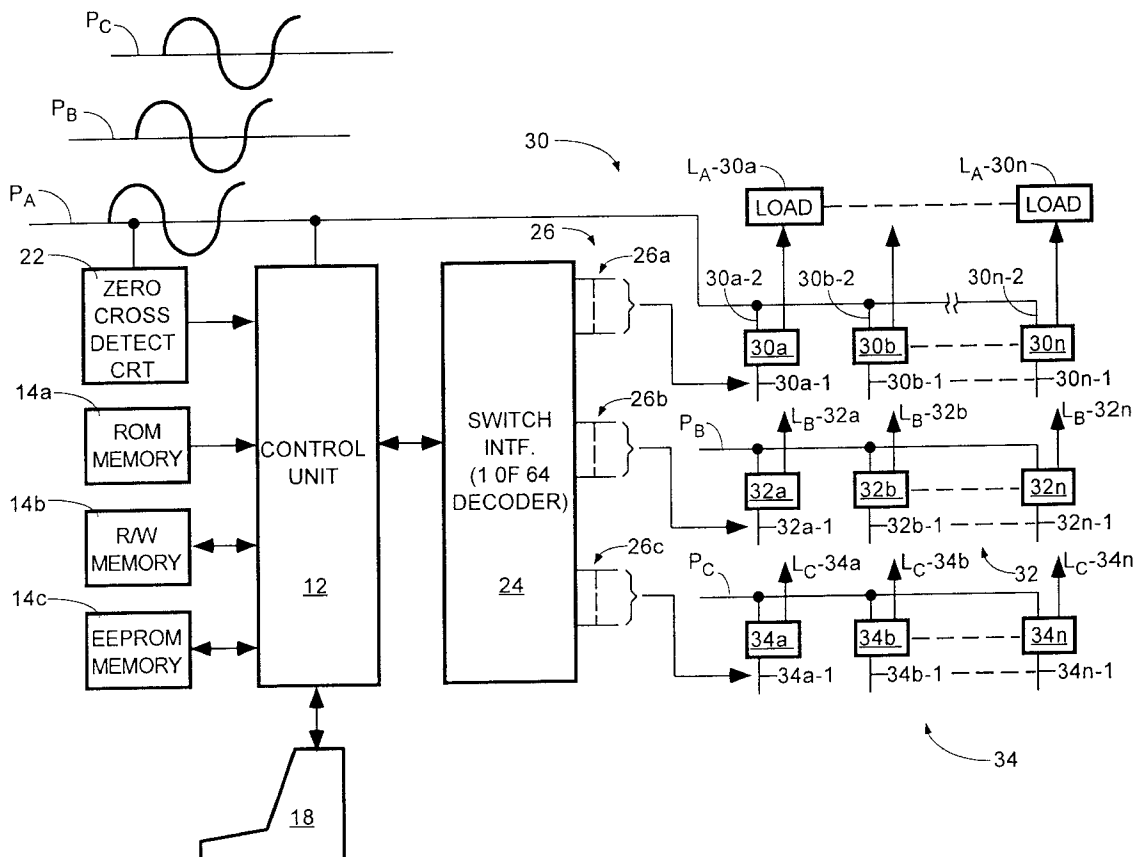 P_C
P_B
P_A
30
L_A-30a
L_A-30n
LOAD
LOAD
22
ZERO
CROSS
DETECT
CRT
26
26a
30a-2
30b-2
30n-2
30a
30b
30n
30a-1
30b-1
30n-1
14a
ROM
MEMORY
CONTROL
UNIT
12
SWITCH
INTF.
(1 0F 64
DECODER)
24
26b
P_B
L_B-32a
L_B-32b
L_B-32n
32a
32b
32n
32a-1
32b-1
32n-1
32
14b
R/W
MEMORY
26c
P_C
L_C-34a
L_C-34b
L_C-34n
14c
EEPROM
MEMORY
34a
34b
34n
34a-1
34b-1
34n-1
34
18